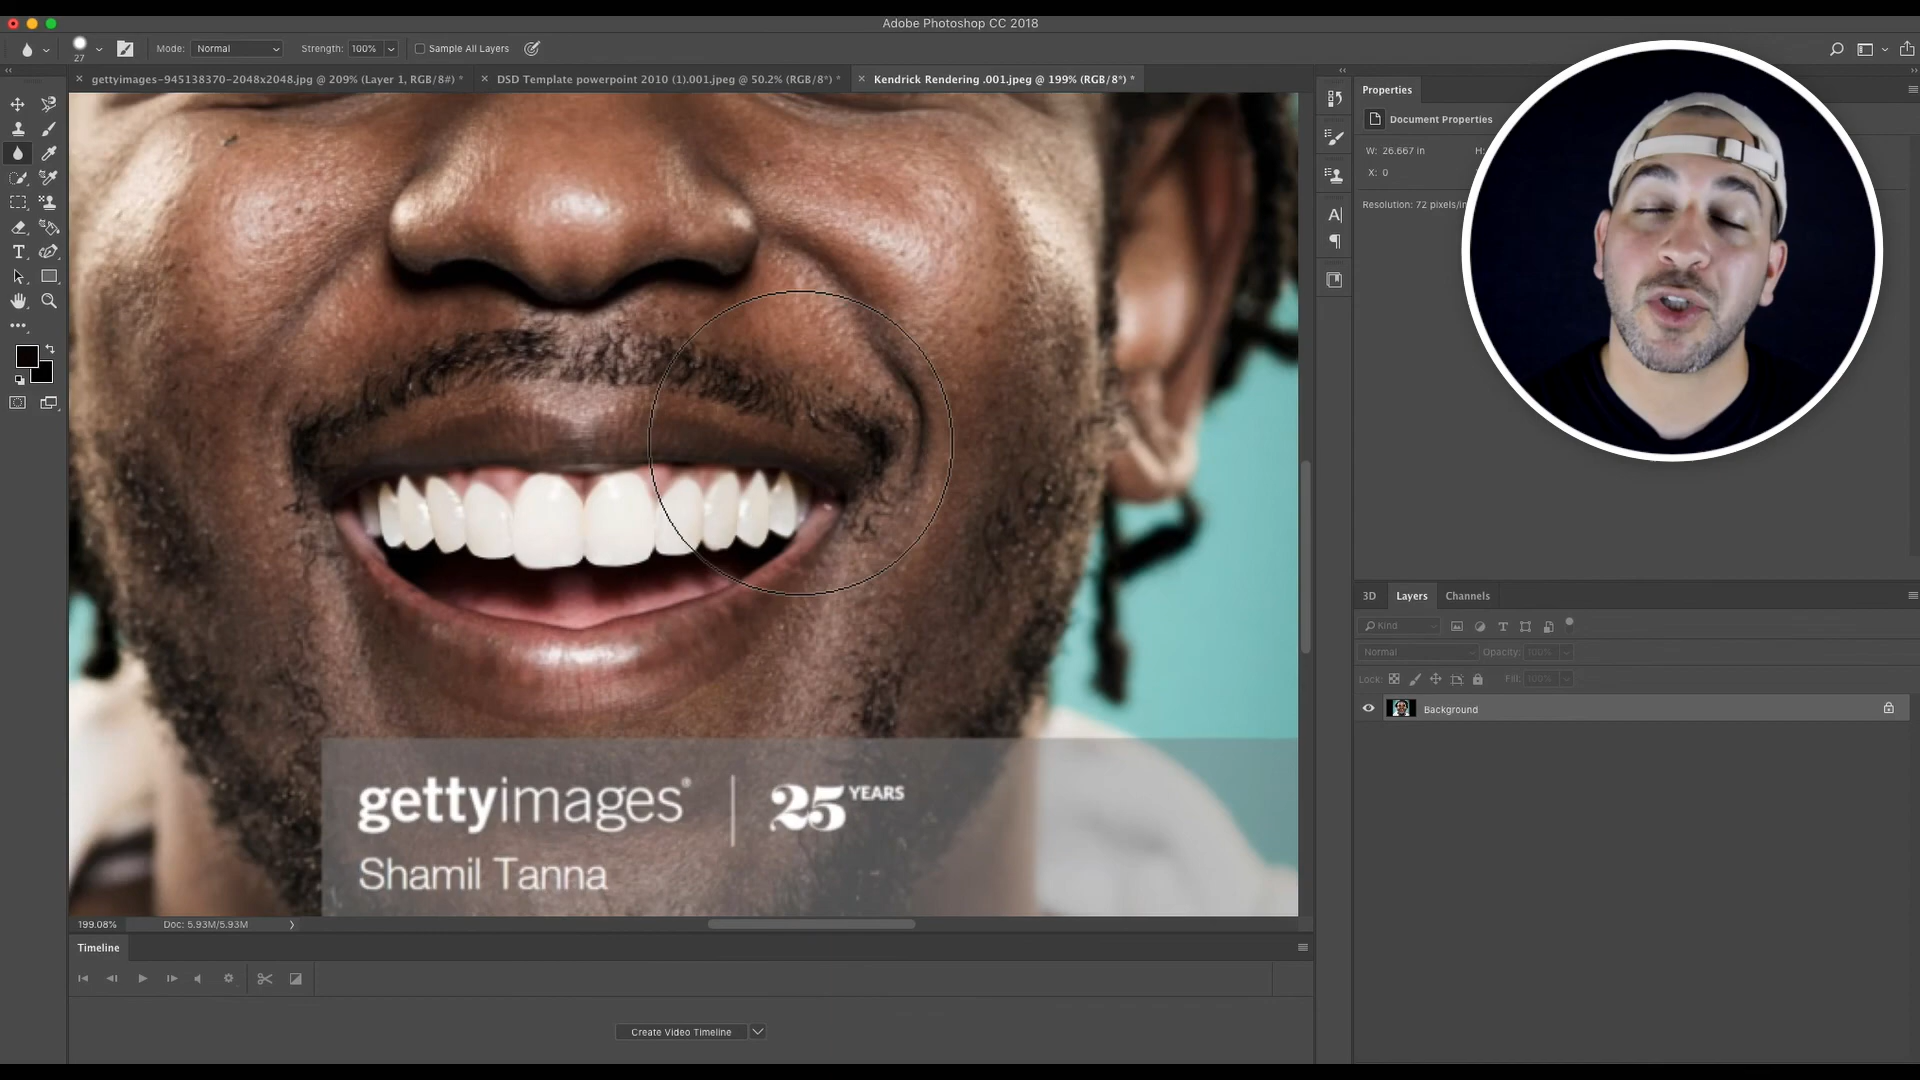 Adobe Photoshop CC 2018
27
Mode: Normal
Strength: 100%
Sample All Layers
gettyimages-945138370-2048x2048.jpg @ 209% (Layer 1, RGB/8#) *
DSD Template powerpoint 2010 (1).001.jpeg @ 50.2% (RGB/8*) *
Kendrick Rendering .001.jpeg @ 199% (RGB/8*) *
Properties
Document Properties
W: 26.667 in
H:
X: 0
Resolution: 72 pixels/in
gettyimages®
25 YEARS
Shamil Tanna
3D
Layers
Channels
Kind
Normal
Opacity: 100%
Lock:
Fill: 100%
Background
199.08%
Doc: 5.93M/5.93M
Timeline
Create Video Timeline